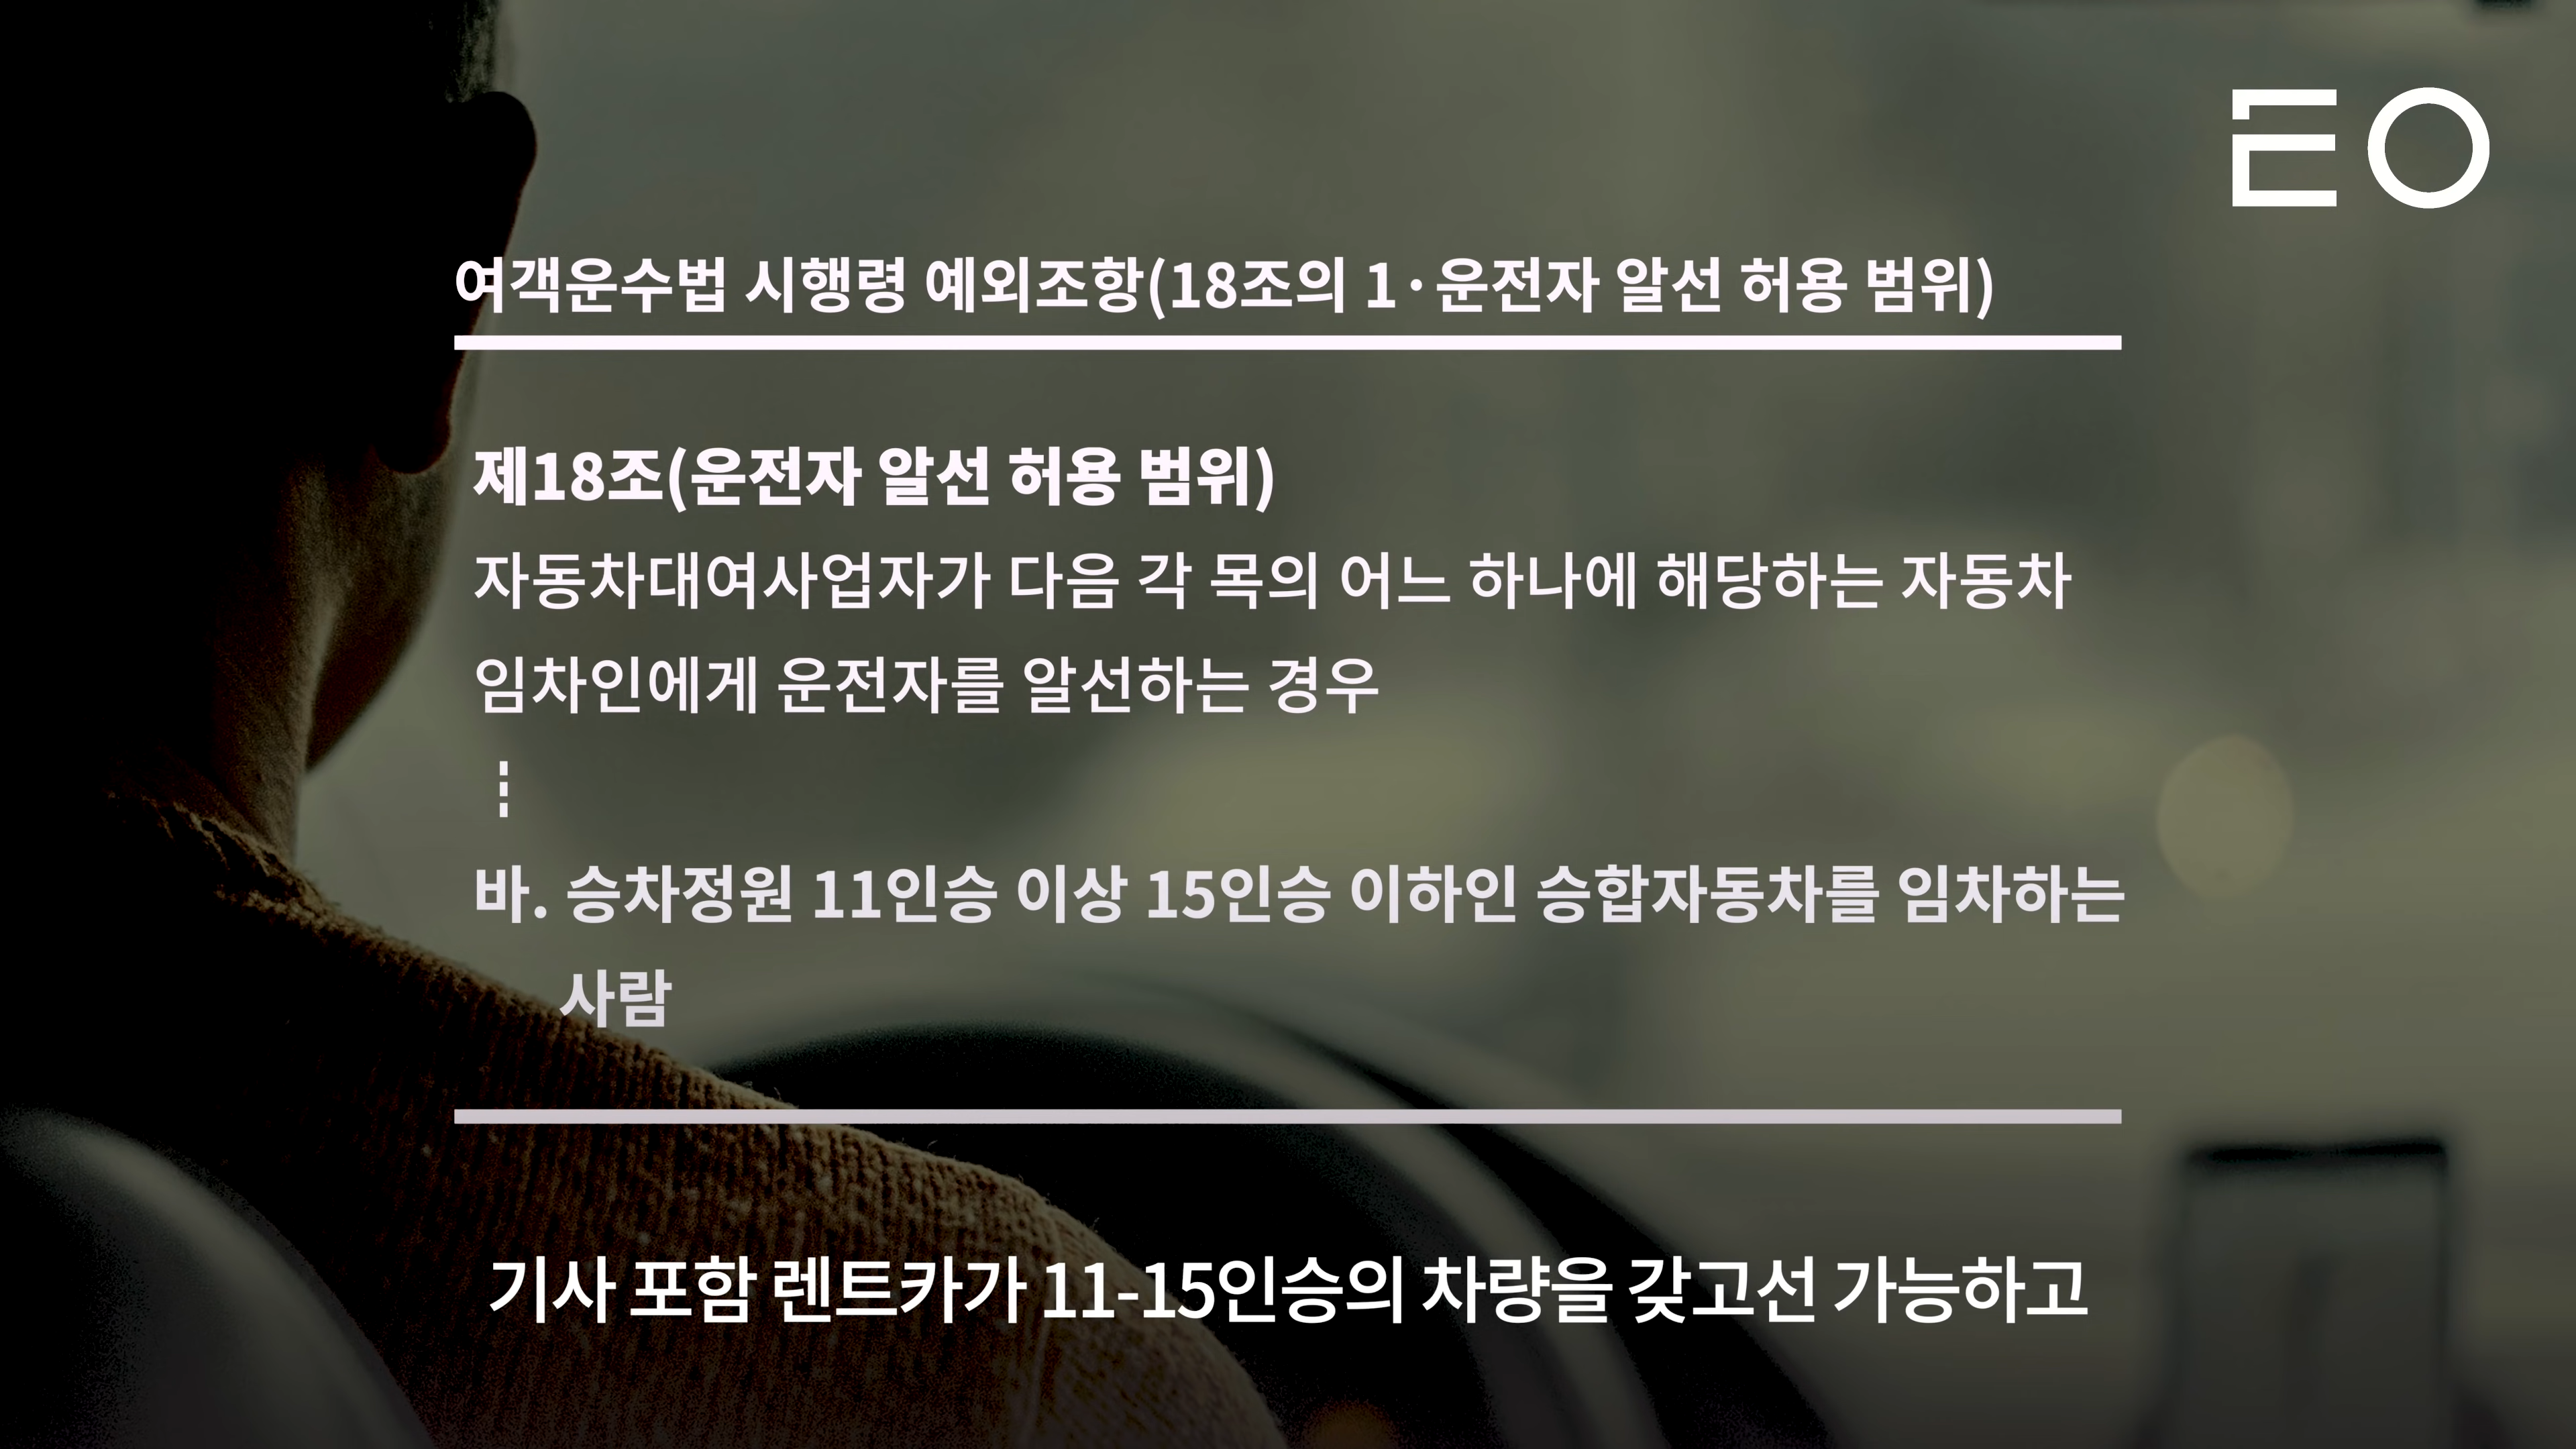 EO
여객운수법 시행령 예외조항(18조의 1·운전자 알선 허용 범위)
제18조(운전자 알선 허용 범위)
자동차대여사업자가 다음 각 목의 어느 하나에 해당하는 자동차
임차인에게 운전자를 알선하는 경우
⋮
바. 승차정원 11인승 이상 15인승 이하인 승합자동차를 임차하는
사람
기사 포함 렌트카가 11-15인승의 차량을 갖고선 가능하고